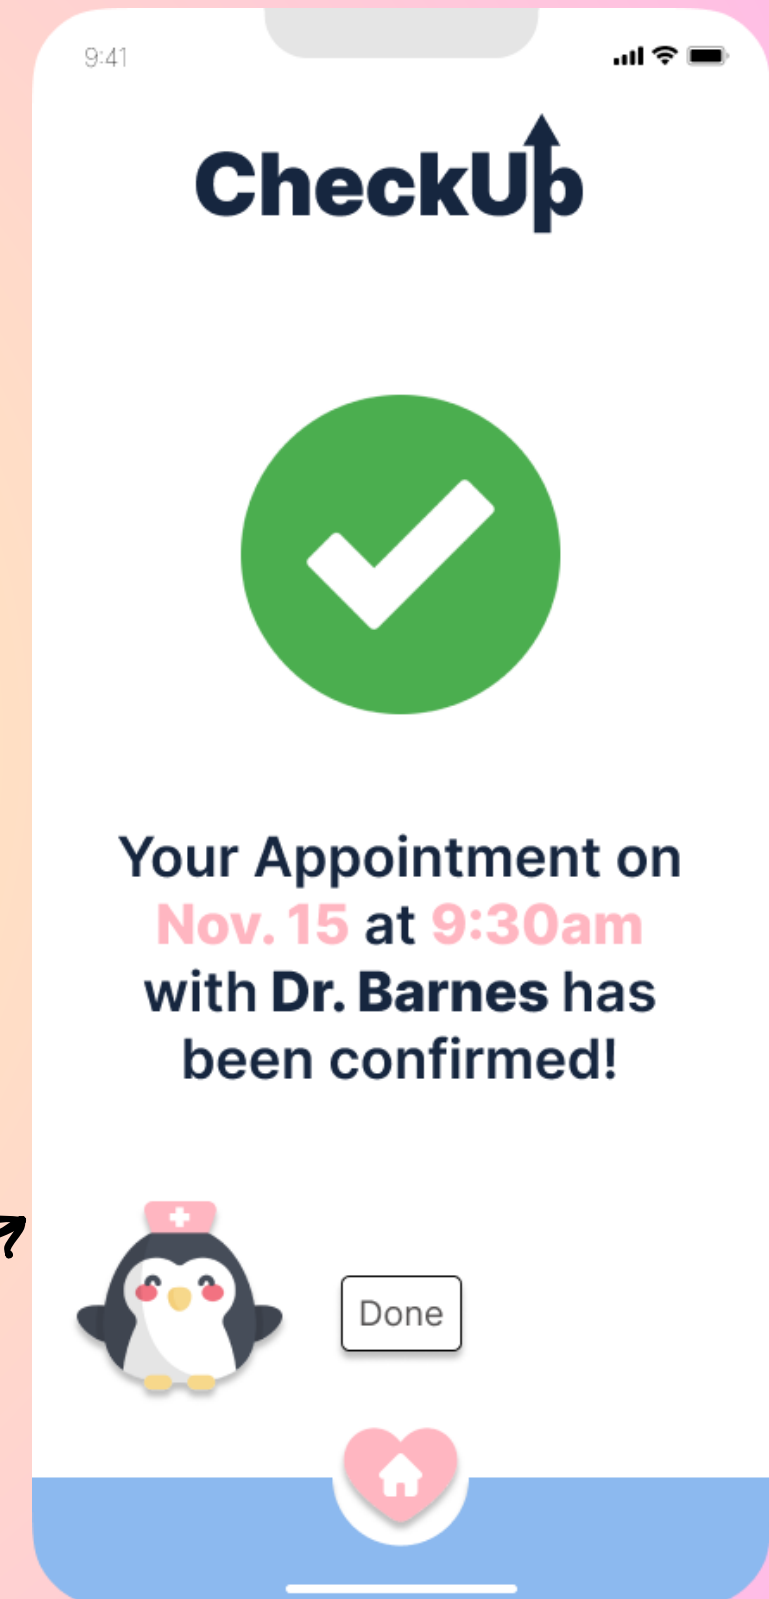 9:41
CheckUp
Your Appointment on
Nov. 15 at 9:30am
with Dr. Barnes has
been confirmed!
Done